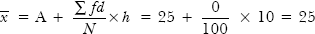 x̅ = A + Σfd/N × h = 25 + 0/100 × 10 = 25